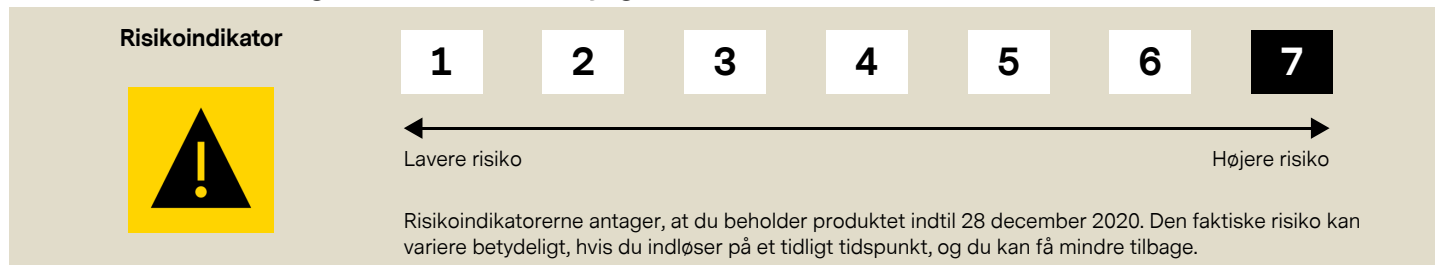 Risikoindikator
1 2 3 4 5 6 7
Lavere risiko Højere risiko
Risikoindikatorerne antager, at du beholder produktet indtil 28 december 2020. Den faktiske risiko kan
variere betydeligt, hvis du indløser på et tidligt tidspunkt, og du kan få mindre tilbage.